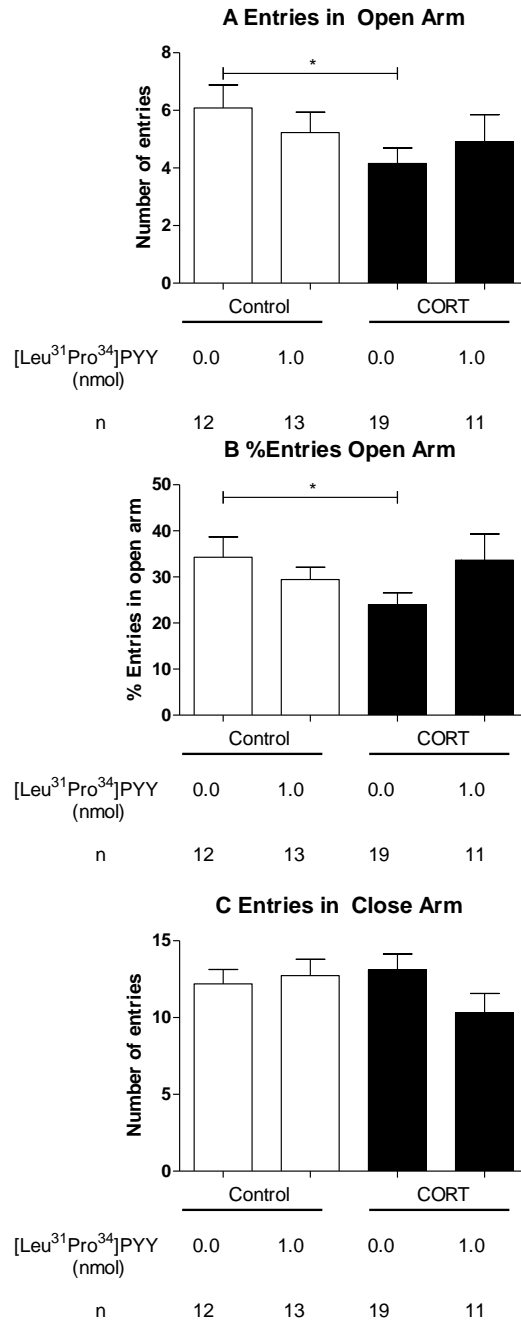 A Entries in Open Arm
Number of entries
8
6
4
2
0
*
Control CORT
[Leu31Pro34]PYY 0.0 1.0 0.0 1.0
(nmol)
n 12 13 19 11
B %Entries Open Arm
% Entries in open arm
50
40
30
20
10
0
*
Control CORT
[Leu31Pro34]PYY 0.0 1.0 0.0 1.0
(nmol)
n 12 13 19 11
C Entries in Close Arm
Number of entries
15
10
5
0
Control CORT
[Leu31Pro34]PYY 0.0 1.0 0.0 1.0
(nmol)
n 12 13 19 11